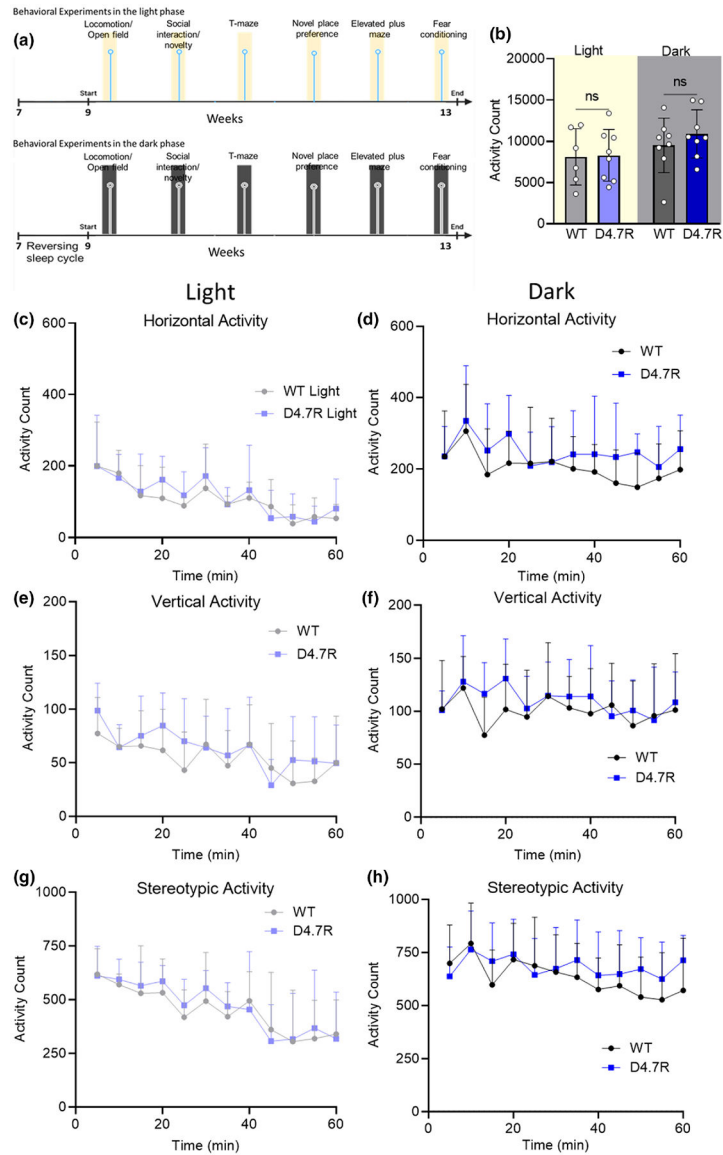 Behavioral Experiments in the light phase
(a)
Locomotion/
Open field
Social
interaction/
novelty
T-maze
Novel place
preference
Elevated plus
maze
Fear
conditioning
Start
End
7
9
Weeks
13
Behavioral Experiments in the dark phase
Locomotion/
Open field
Social
interaction/
novelty
T-maze
Novel place
preference
Elevated plus
maze
Fear
conditioning
Start
End
7 Reversing 9
sleep cycle
Weeks
13
(b)
Light Dark
20000
15000
10000
5000
0
Activity Count
ns ns
WT D4.7R WT D4.7R
Light
(c)
Horizontal Activity
600
400
200
0
Activity Count
WT Light
D4.7R Light
0 20 40 60
Time (min)
Dark
(d)
Horizontal Activity
600
400
200
0
Activity Count
WT
D4.7R
0 20 40 60
Time (min)
(e)
Vertical Activity
200
150
100
50
0
Activity Count
WT
D4.7R
0 20 40 60
Time (min)
(f)
Vertical Activity
200
150
100
50
0
Activity Count
WT
D4.7R
0 20 40 60
Time (min)
(g)
Stereotypic Activity
1000
750
500
250
0
Activity Count
WT
D4.7R
0 20 40 60
Time (min)
(h)
Stereotypic Activity
1000
750
500
250
0
Activity Count
WT
D4.7R
0 20 40 60
Time (min)